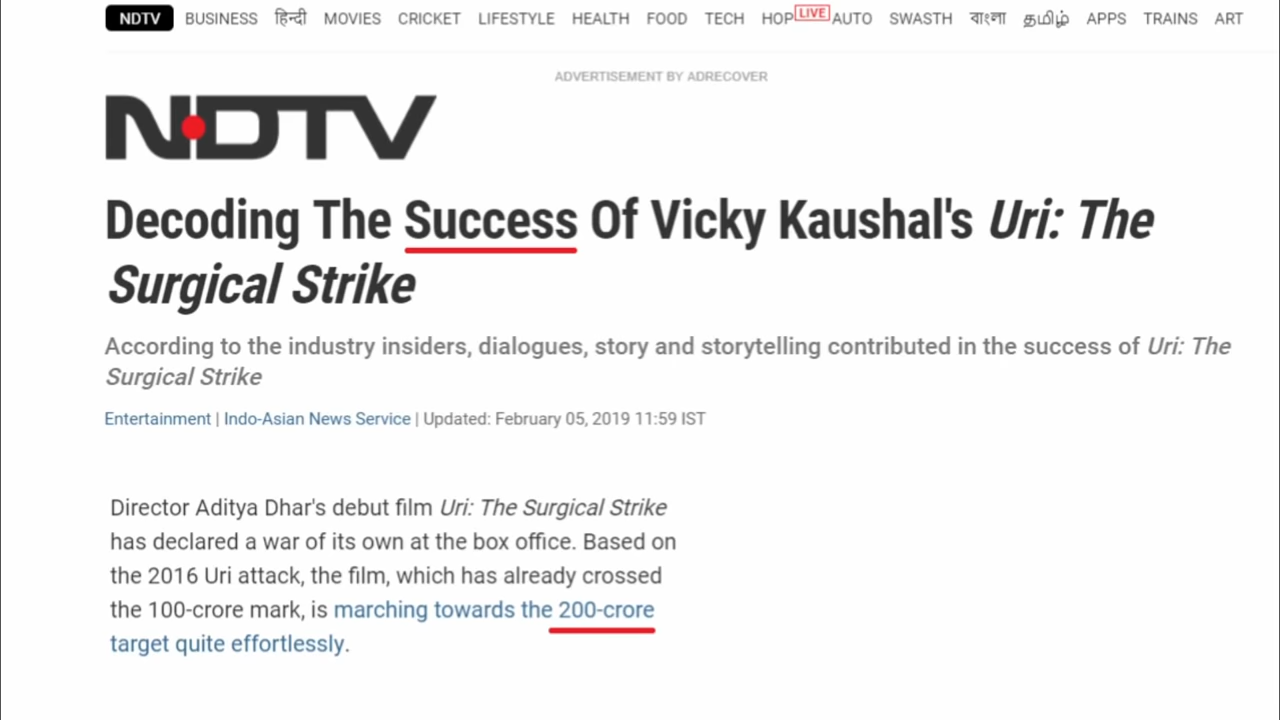 NDTV BUSINESS हिन्दी MOVIES CRICKET LIFESTYLE HEALTH FOOD TECH HOP LIVE AUTO SWASTH বাংলা தமிழ் APPS TRAINS ART
ADVERTISEMENT BY ADRECOVER
NDTV
Decoding The Success Of Vicky Kaushal's Uri: The
Surgical Strike
According to the industry insiders, dialogues, story and storytelling contributed in the success of Uri: The
Surgical Strike
Entertainment | Indo-Asian News Service | Updated: February 05, 2019 11:59 IST
Director Aditya Dhar's debut film Uri: The Surgical Strike
has declared a war of its own at the box office. Based on
the 2016 Uri attack, the film, which has already crossed
the 100-crore mark, is marching towards the 200-crore
target quite effortlessly.